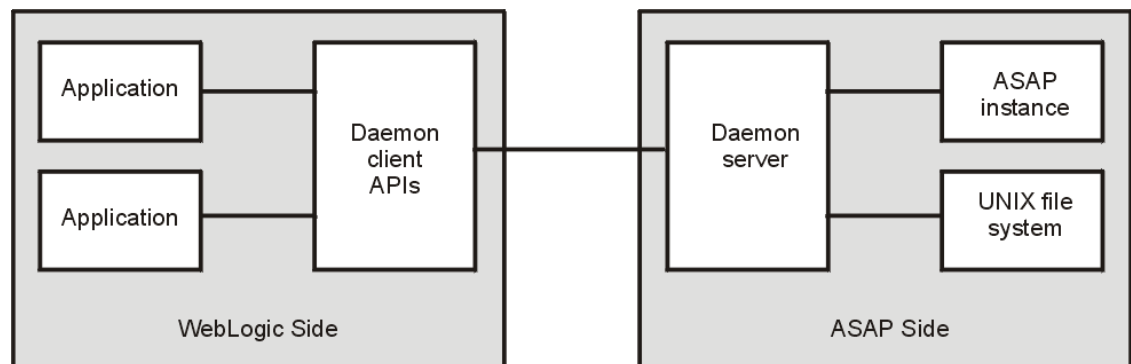 Application
Application
Daemon
client
APIs
WebLogic Side
Daemon
server
ASAP
instance
UNIX file
system
ASAP Side